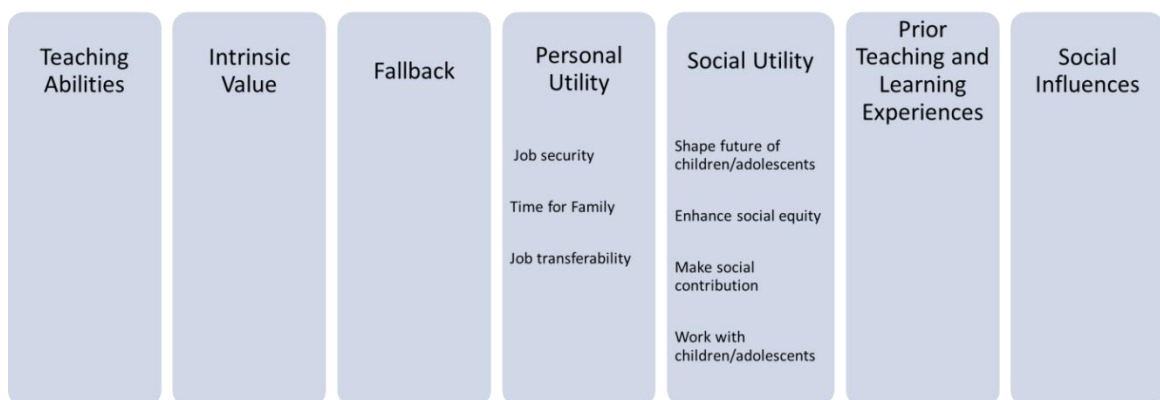 Teaching
Abilities
Intrinsic
Value
Fallback
Personal
Utility
Job security
Time for Family
Job transferability
Social Utility
Shape future of
children/adolescents
Enhance social equity
Make social
contribution
Work with
children/adolescents
Prior
Teaching and
Learning
Experiences
Social
Influences